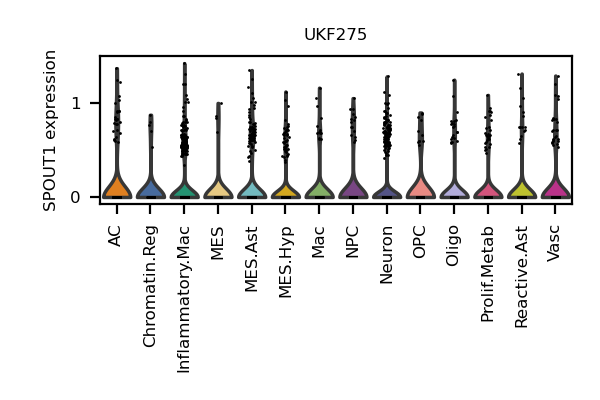 UKF275
SPOUT1 expression
1
0
AC
Chromatin.Reg
Inflammatory.Mac
MES
MES.Ast
MES.Hyp
Mac
NPC
Neuron
OPC
Oligo
Prolif.Metab
Reactive.Ast
Vasc